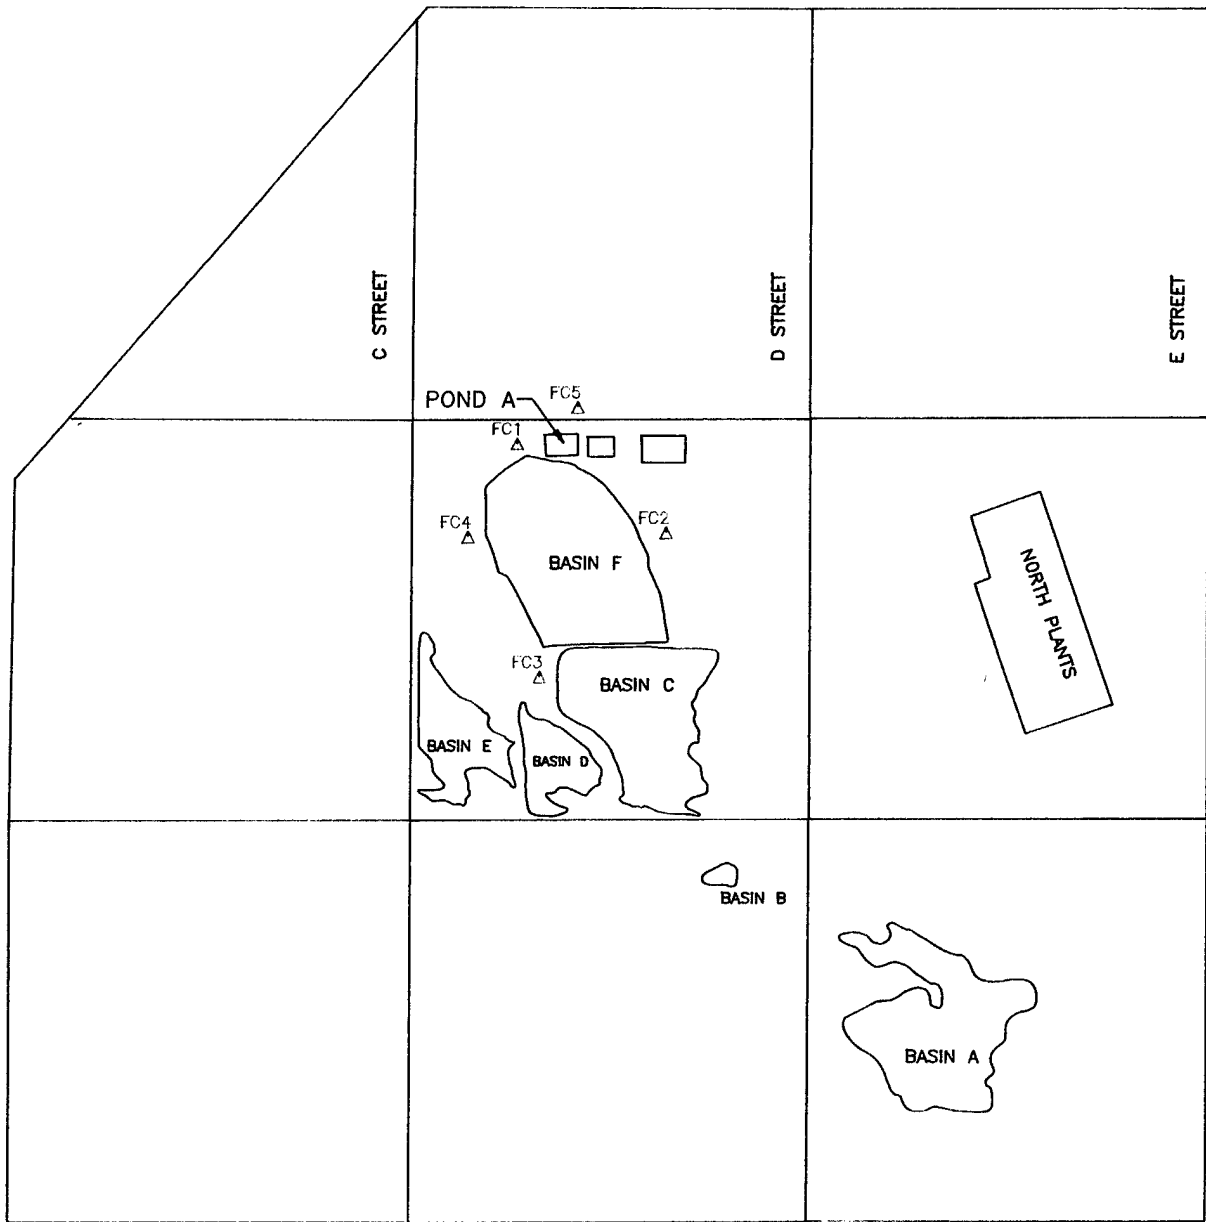 C STREET
D STREET
E STREET
FC5
POND A
FC1
FC4
FC2
BASIN F
NORTH PLANTS
FC3
BASIN C
BASIN E
BASIN D
BASIN B
BASIN A